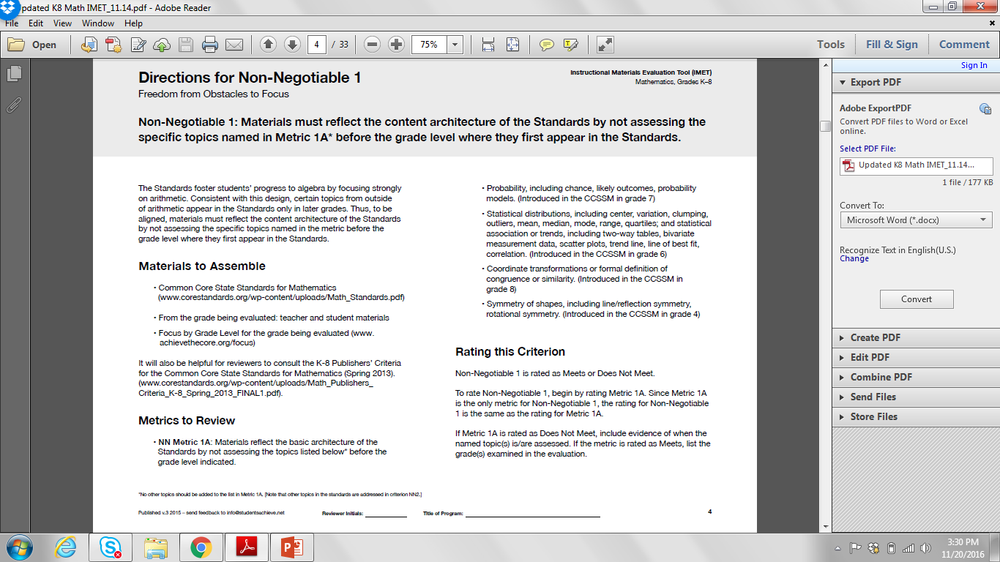 pdated K8 Math IMET_11.14.pdf - Adobe Reader
File Edit View Window Help
Open 4 / 33 75% Tools Fill & Sign Comment
Directions for Non-Negotiable 1
Freedom from Obstacles to Focus
Instructional Materials Evaluation Tool (IMET)
Mathematics, Grades K–8
Non-Negotiable 1: Materials must reflect the content architecture of the Standards by not assessing the
specific topics named in Metric 1A* before the grade level where they first appear in the Standards.
The Standards foster students' progress to algebra by focusing strongly
on arithmetic. Consistent with this design, certain topics from outside
of arithmetic appear in the Standards only in later grades. Thus, to be
aligned, materials must reflect the content architecture of the Standards
by not assessing the specific topics named in the metric before the
grade level where they first appear in the Standards.
Materials to Assemble
• Common Core State Standards for Mathematics
(www.corestandards.org/wp-content/uploads/Math_Standards.pdf)
• From the grade being evaluated: teacher and student materials
• Focus by Grade Level for the grade being evaluated (www.
achievethecore.org/focus)
It will also be helpful for reviewers to consult the K-8 Publishers' Criteria
for the Common Core State Standards for Mathematics (Spring 2013).
(www.corestandards.org/wp-content/uploads/Math_Publishers_
Criteria_K-8_Spring_2013_FINAL1.pdf).
Metrics to Review
• NN Metric 1A: Materials reflect the basic architecture of the
Standards by not assessing the topics listed below* before the
grade level indicated.
• Probability, including chance, likely outcomes, probability
models. (Introduced in the CCSSM in grade 7)
• Statistical distributions, including center, variation, clumping,
outliers, mean, median, mode, range, quartiles; and statistical
association or trends, including two-way tables, bivariate
measurement data, scatter plots, trend line, line of best fit,
correlation. (Introduced in the CCSSM in grade 6)
• Coordinate transformations or formal definition of
congruence or similarity. (Introduced in the CCSSM in
grade 8)
• Symmetry of shapes, including line/reflection symmetry,
rotational symmetry. (Introduced in the CCSSM in grade 4)
Rating this Criterion
Non-Negotiable 1 is rated as Meets or Does Not Meet.
To rate Non-Negotiable 1, begin by rating Metric 1A. Since Metric 1A
is the only metric for Non-Negotiable 1, the rating for Non-Negotiable
1 is the same as the rating for Metric 1A.
If Metric 1A is rated as Does Not Meet, include evidence of when the
named topic(s) is/are assessed. If the metric is rated as Meets, list the
grade(s) examined in the evaluation.
*No other topics should be added to the list in Metric 1A. [Note that other topics in the standards are addressed in criterion NN2.]
Published v.3 2015 – send feedback to info@studentsachieve.net Reviewer Initials: Title of Program: 4
Sign In
Export PDF
Adobe ExportPDF
Convert PDF files to Word or Excel
online.
Select PDF File:
Updated K8 Math IMET_11.14...
1 file / 177 KB
Convert To:
Microsoft Word (*.docx)
Recognize Text in English(U.S.)
Change
Convert
Create PDF
Edit PDF
Combine PDF
Send Files
Store Files
3:30 PM
11/20/2016